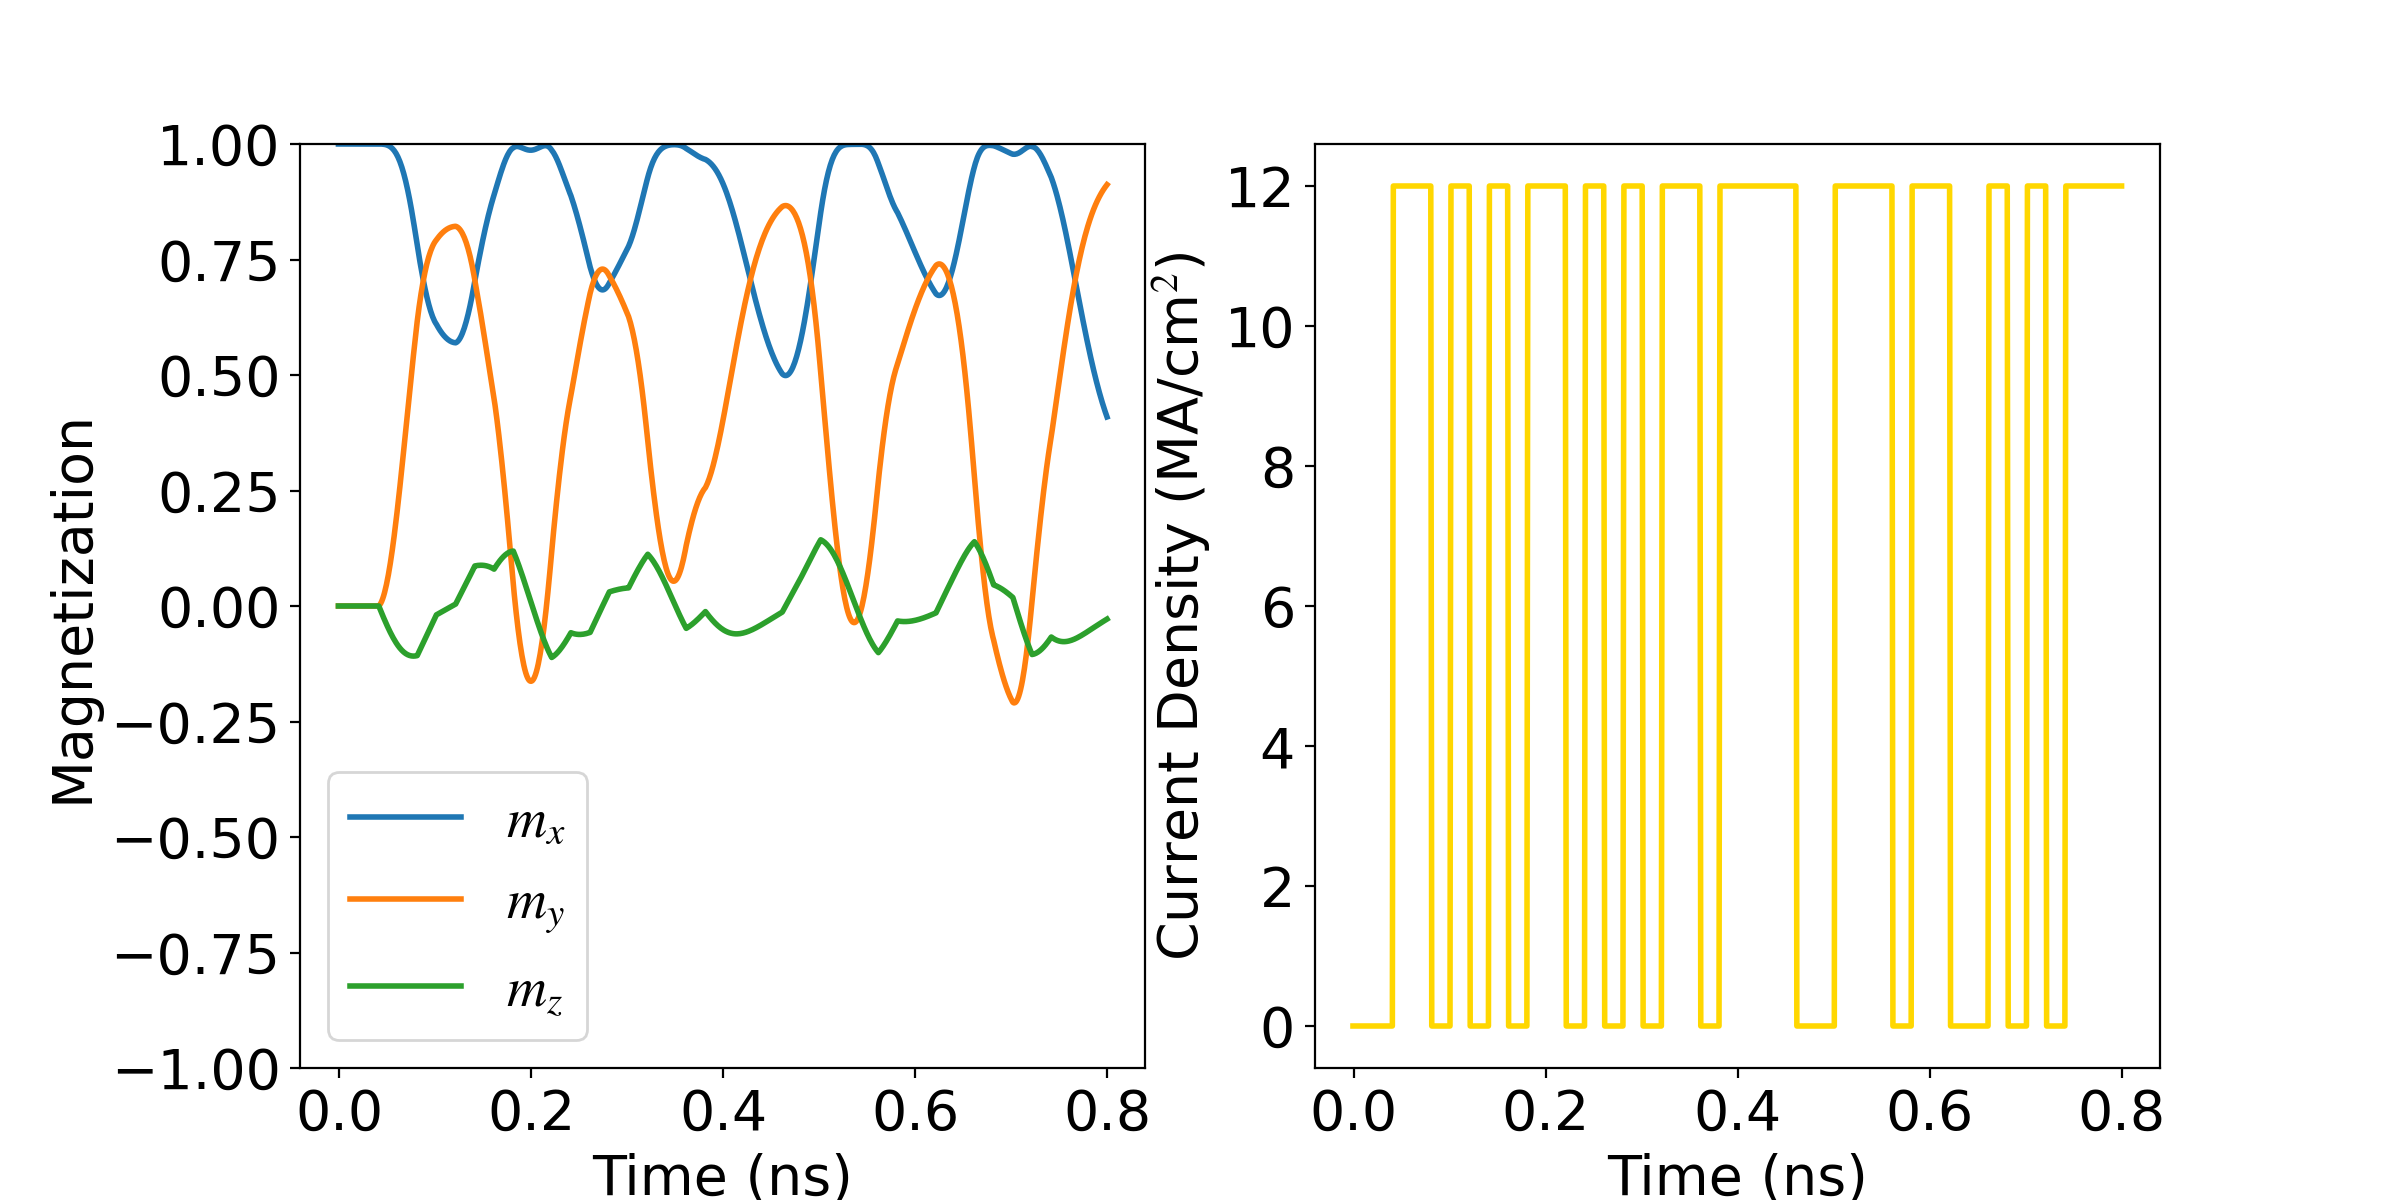 Magnetization
1.00
0.75
0.50
0.25
0.00
−0.25
−0.50
−0.75
−1.00
m_x
m_y
m_z
0.0 0.2 0.4 0.6 0.8
Time (ns)
Current Density (MA/cm²)
12
10
8
6
4
2
0
0.0 0.2 0.4 0.6 0.8
Time (ns)